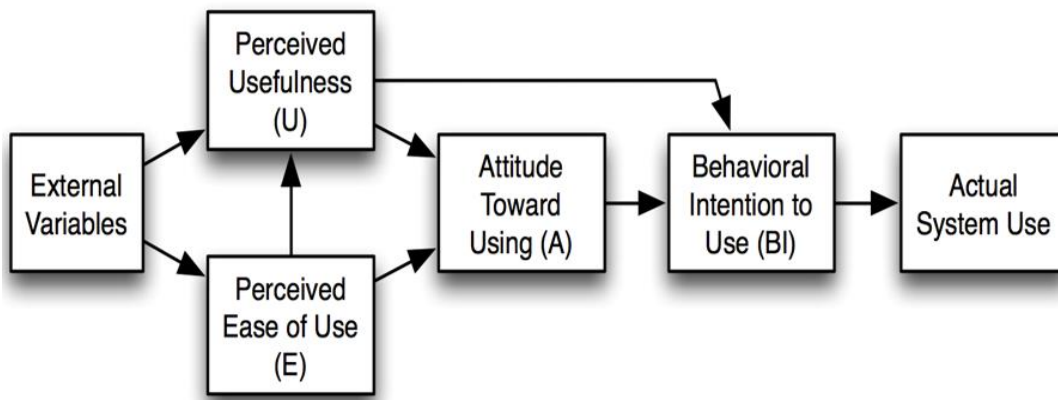 External
Variables
Perceived
Usefulness
(U)
Perceived
Ease of Use
(E)
Attitude
Toward
Using (A)
Behavioral
Intention to
Use (BI)
Actual
System Use